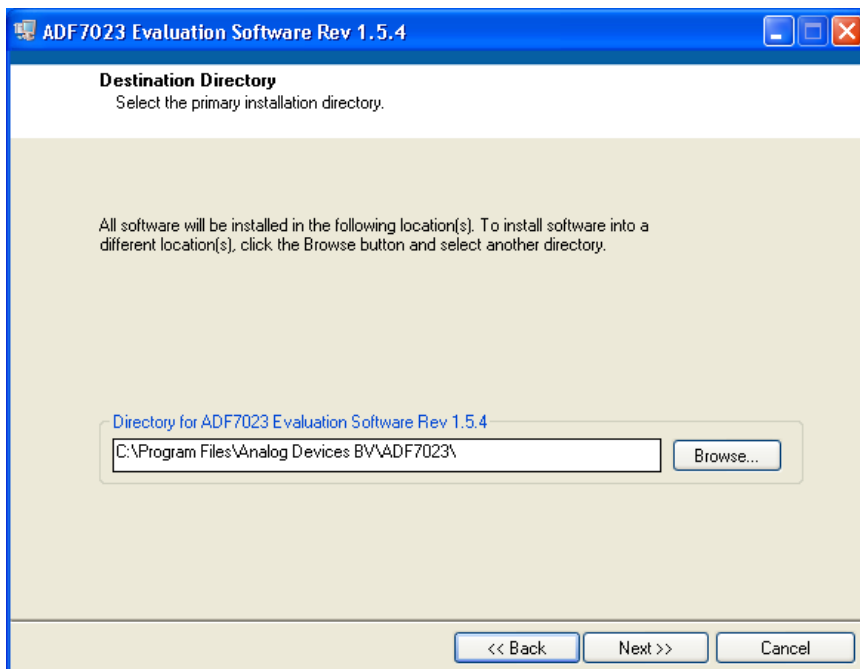 ADF7023 Evaluation Software Rev 1.5.4
Destination Directory
Select the primary installation directory.
All software will be installed in the following location(s). To install software into a
different location(s), click the Browse button and select another directory.
Directory for ADF7023 Evaluation Software Rev 1.5.4
C:\Program Files\Analog Devices BV\ADF7023\
Browse...
<< Back
Next >>
Cancel